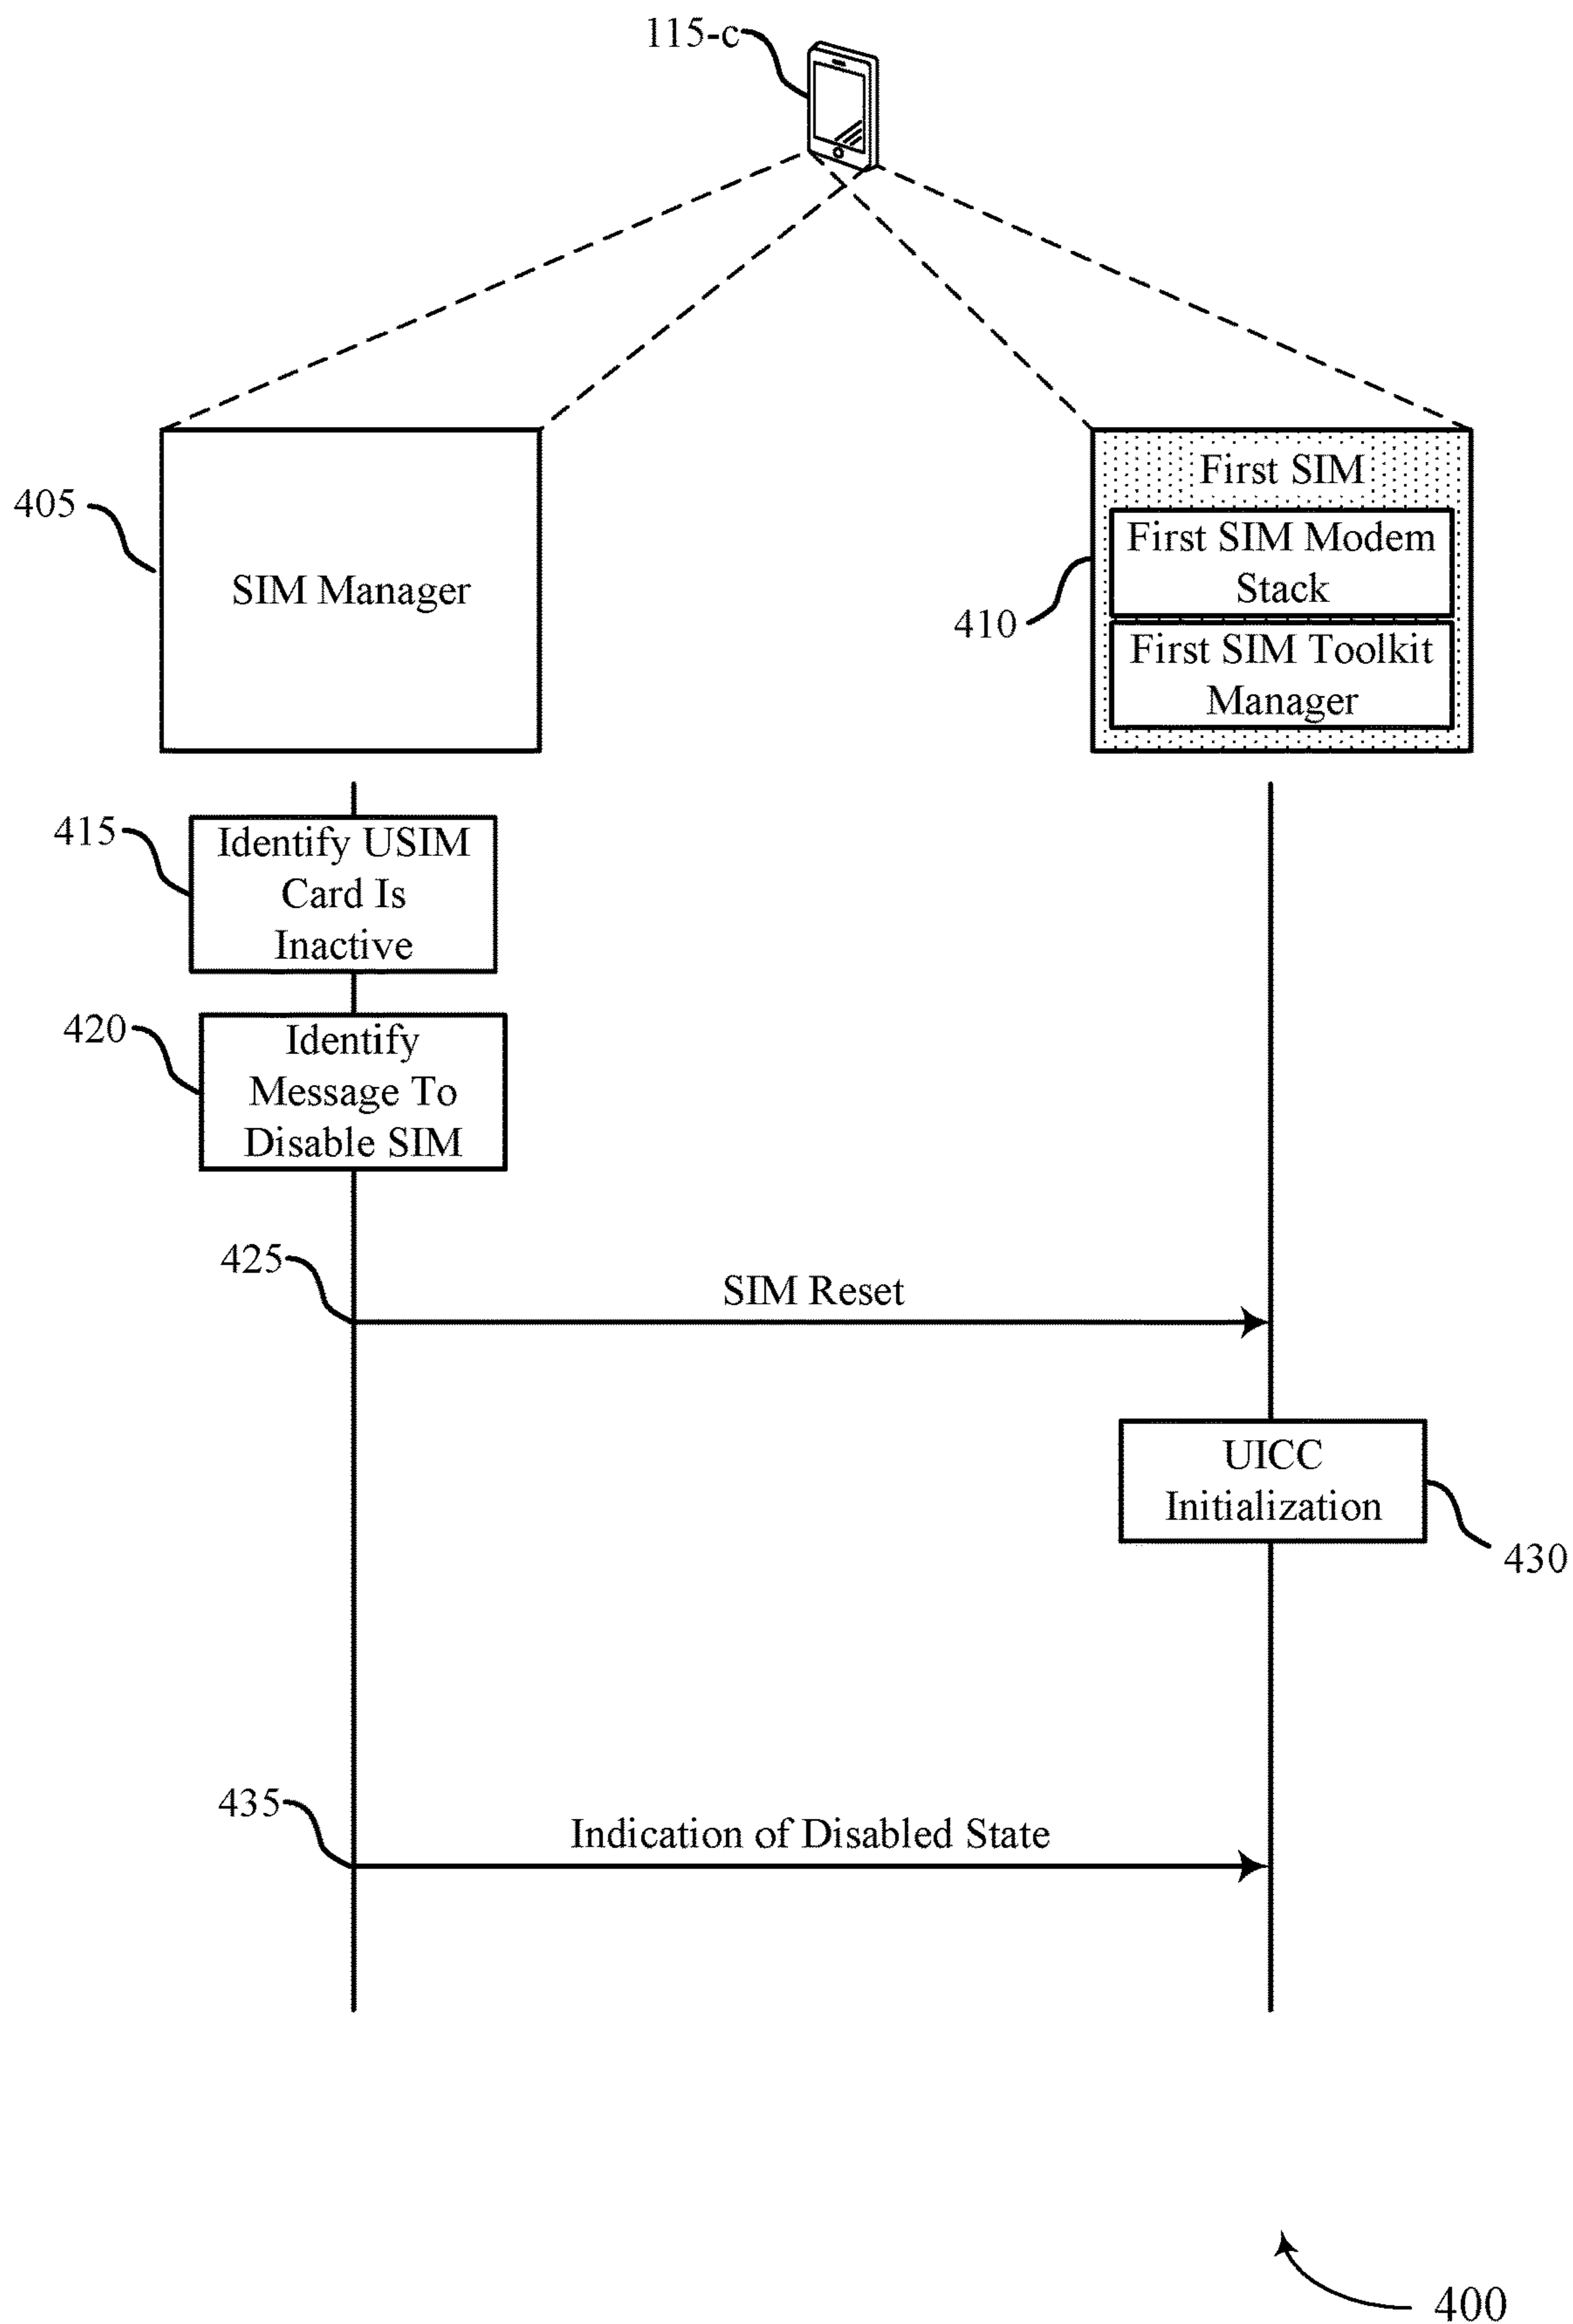 115-c
405
SIM Manager
First SIM
First SIM Modem
Stack
410
First SIM Toolkit
Manager
415
Identify USIM
Card Is
Inactive
420
Identify
Message To
Disable SIM
425
SIM Reset
UICC
Initialization
430
435
Indication of Disabled State
400